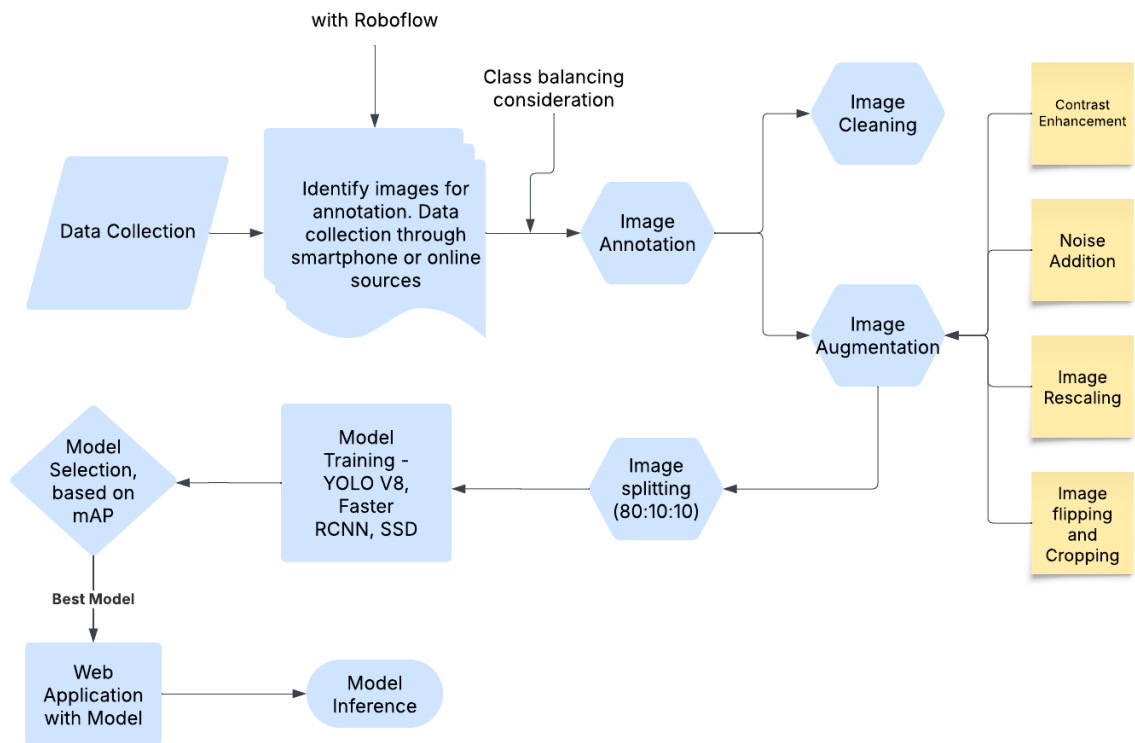 with Roboflow
Class balancing
consideration
Data Collection
Identify images for
annotation. Data
collection through
smartphone or online
sources
Image
Annotation
Image
Cleaning
Image
Augmentation
Contrast
Enhancement
Noise
Addition
Image
Rescaling
Image
flipping
and
Cropping
Image
splitting
(80:10:10)
Model
Training -
YOLO V8,
Faster
RCNN, SSD
Model
Selection,
based on
mAP
Best Model
Web
Application
with Model
Model
Inference